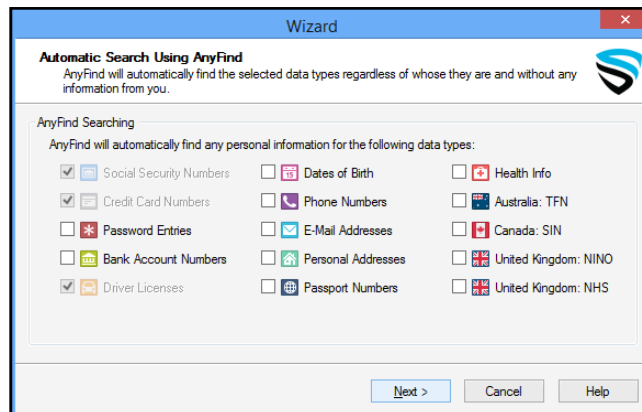 Wizard
Automatic Search Using AnyFind
AnyFind will automatically find the selected data types regardless of whose they are and without any
information from you.
AnyFind Searching
AnyFind will automatically find any personal information for the following data types:
Social Security Numbers
Dates of Birth
Health Info
Credit Card Numbers
Phone Numbers
Australia: TFN
Password Entries
E-Mail Addresses
Canada: SIN
Bank Account Numbers
Personal Addresses
United Kingdom: NINO
Driver Licenses
Passport Numbers
United Kingdom: NHS
Next >
Cancel
Help